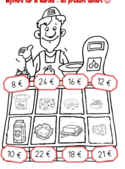 Mystère sur le marché - les produits laitiers ☺
8 € 24 € 16 € 12 €
10 € 22 € 18 € 21 €